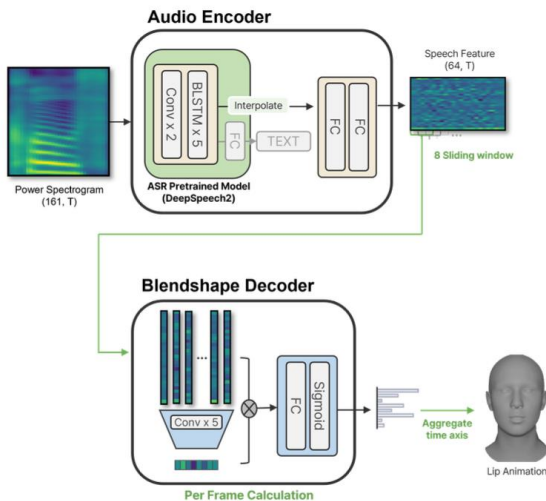 Audio Encoder
Power Spectrogram
(161, T)
Conv x 2
BLSTM x 5
Interpolate
FC
TEXT
ASR Pretrained Model
(DeepSpeech2)
FC
FC
Speech Feature
(64, T)
...
8 Sliding window
Blendshape Decoder
...
Conv x 5
FC
Sigmoid
Per Frame Calculation
Aggregate
time axis
Lip Animation